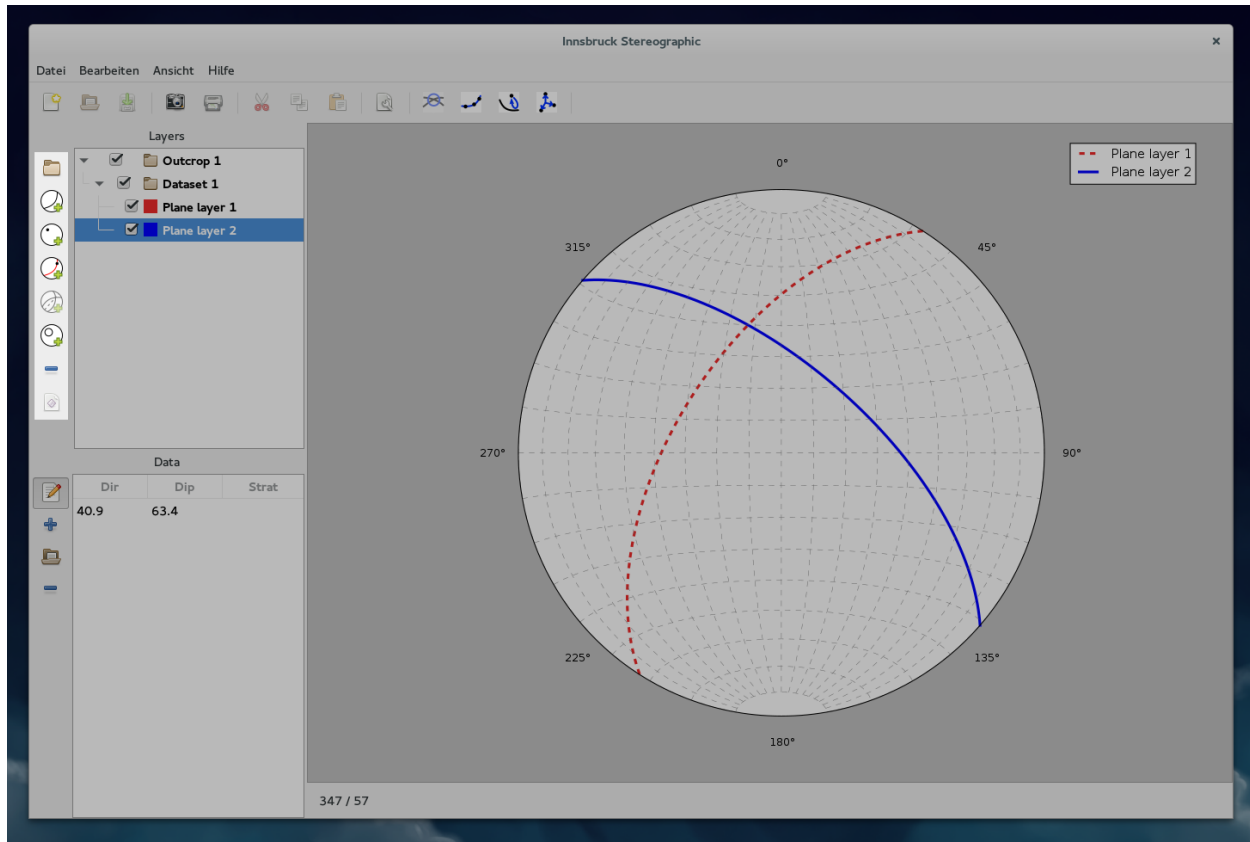 Innsbruck Stereographic
Datei Bearbeiten Ansicht Hilfe
Layers
Outcrop 1
Dataset 1
Plane layer 1
Plane layer 2
Data
Dir Dip Strat
40.9 63.4
Plane layer 1
Plane layer 2
0°
315° 45°
270° 90°
225° 135°
180°
347 / 57